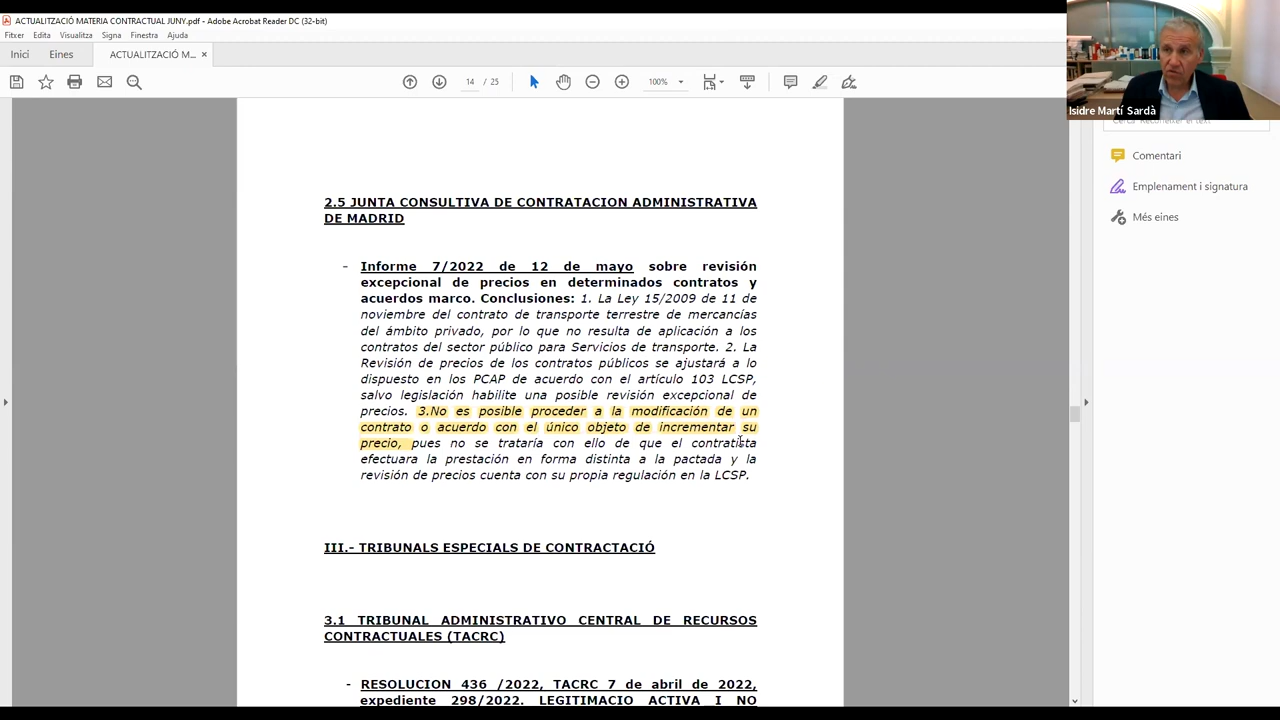 ACTUALITZACIÓ MATERIA CONTRACTUAL JUNY.pdf - Adobe Acrobat Reader DC (32-bit)
Fitxer Edita Visualitza Signa Finestra Ajuda
Inici Eines ACTUALITZACIÓ M... ×
14 / 25 100%
Isidre Martí Sardà
Comentari
Emplenament i signatura
Més eines
2.5 JUNTA CONSULTIVA DE CONTRATACION ADMINISTRATIVA
DE MADRID
- Informe 7/2022 de 12 de mayo sobre revisión
excepcional de precios en determinados contratos y
acuerdos marco. Conclusiones: 1. La Ley 15/2009 de 11 de
noviembre del contrato de transporte terrestre de mercancías
del ámbito privado, por lo que no resulta de aplicación a los
contratos del sector público para Servicios de transporte. 2. La
Revisión de precios de los contratos públicos se ajustará a lo
dispuesto en los PCAP de acuerdo con el artículo 103 LCSP,
salvo legislación habilite una posible revisión excepcional de
precios. 3.No es posible proceder a la modificación de un
contrato o acuerdo con el único objeto de incrementar su
precio, pues no se trataría con ello de que el contratista
efectuara la prestación en forma distinta a la pactada y la
revisión de precios cuenta con su propia regulación en la LCSP.
III.- TRIBUNALS ESPECIALS DE CONTRACTACIÓ
3.1 TRIBUNAL ADMINISTRATIVO CENTRAL DE RECURSOS
CONTRACTUALES (TACRC)
- RESOLUCION 436 /2022, TACRC 7 de abril de 2022,
expediente 298/2022. LEGITIMACIO ACTIVA I NO